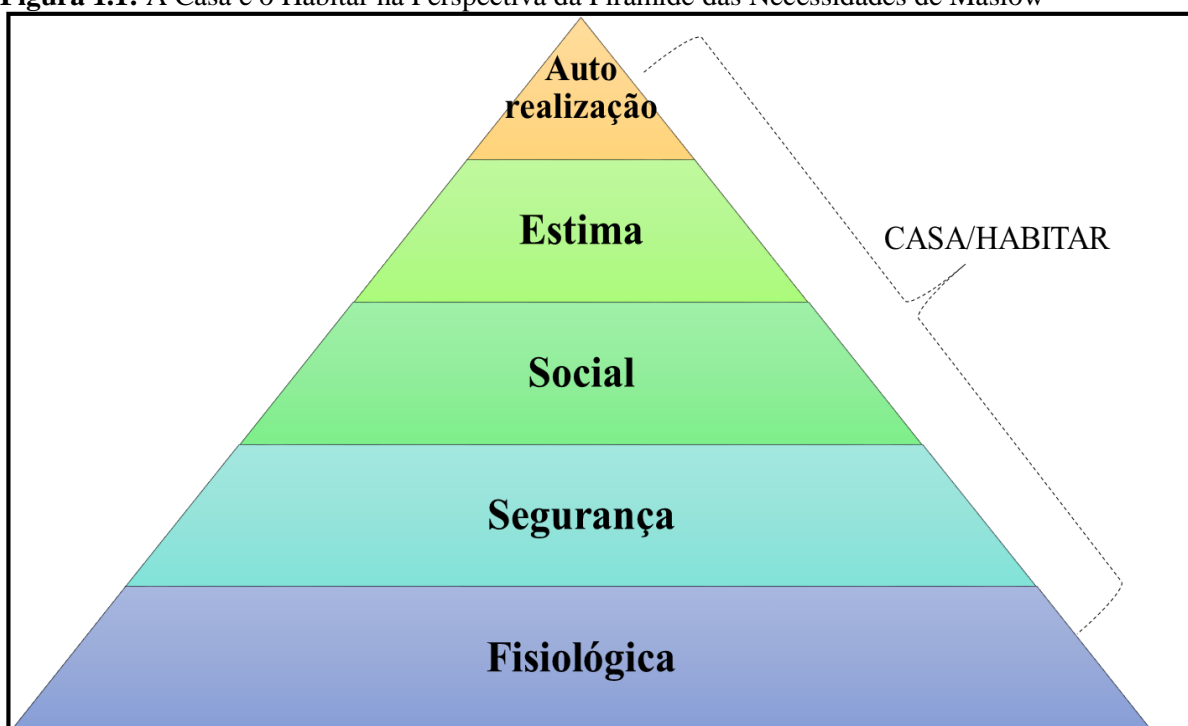 Figura 1.1: A Casa e o Habitar na Perspectiva da Pirâmide das Necessidades de Maslow
Auto
realização
Estima
CASA/HABITAR
Social
Segurança
Fisiológica